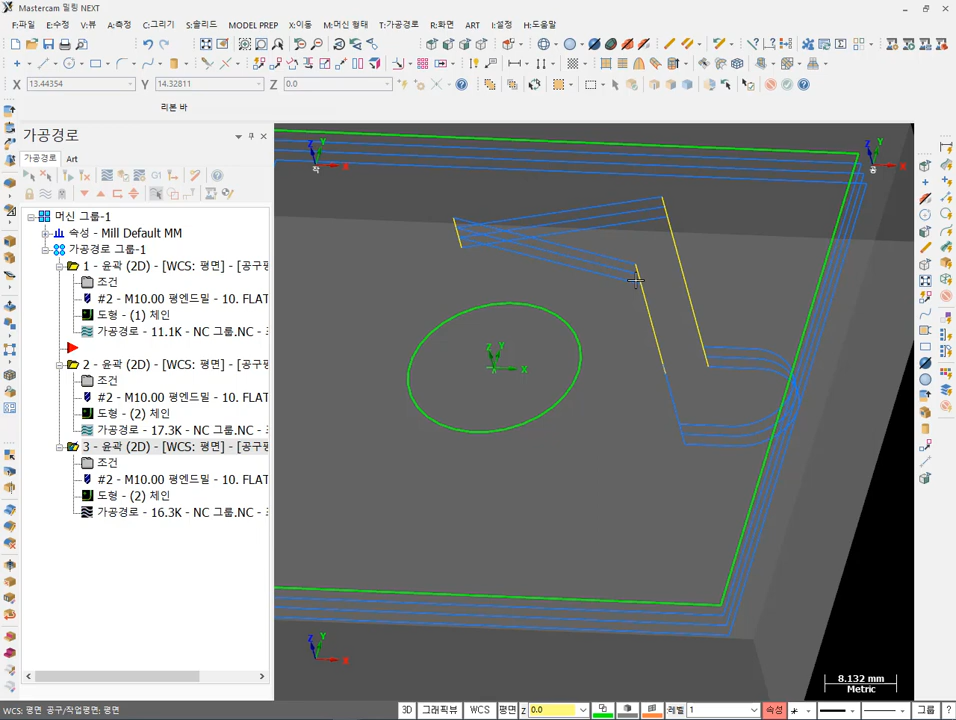 Mastercam 밀링 NEXT
F:파일 E:수정 V:뷰 A:측정 C:그리기 S:솔리드 MODEL PREP X:이동 M:머신 형태 T:가공경로 R:화면 ART I:설정 H:도움말
X 13.44354 Y 14.32811 Z 0.0
리본 바
가공경로
가공경로 Art
G1
머신 그룹-1
속성 - Mill Default MM
가공경로 그룹-1
1 - 윤곽 (2D) - [WCS: 평면] - [공구평
조건
#2 - M10.00 평엔드밀 - 10. FLAT
도형 - (1) 체인
가공경로 - 11.1K - NC 그룹.NC -
2 - 윤곽 (2D) - [WCS: 평면] - [공구평
조건
#2 - M10.00 평엔드밀 - 10. FLAT
도형 - (2) 체인
가공경로 - 17.3K - NC 그룹.NC -
3 - 윤곽 (2D) - [WCS: 평면] - [공구평
조건
#2 - M10.00 평엔드밀 - 10. FLAT
도형 - (2) 체인
가공경로 - 16.3K - NC 그룹.NC -
Z Y X
Z Y X
Z Y X
Z Y X
8.132 mm
Metric
WCS: 평면 공구/작업평면: 평면
3D 그래픽뷰 WCS 평면 Z 0.0 레벨 1 속성 그룹